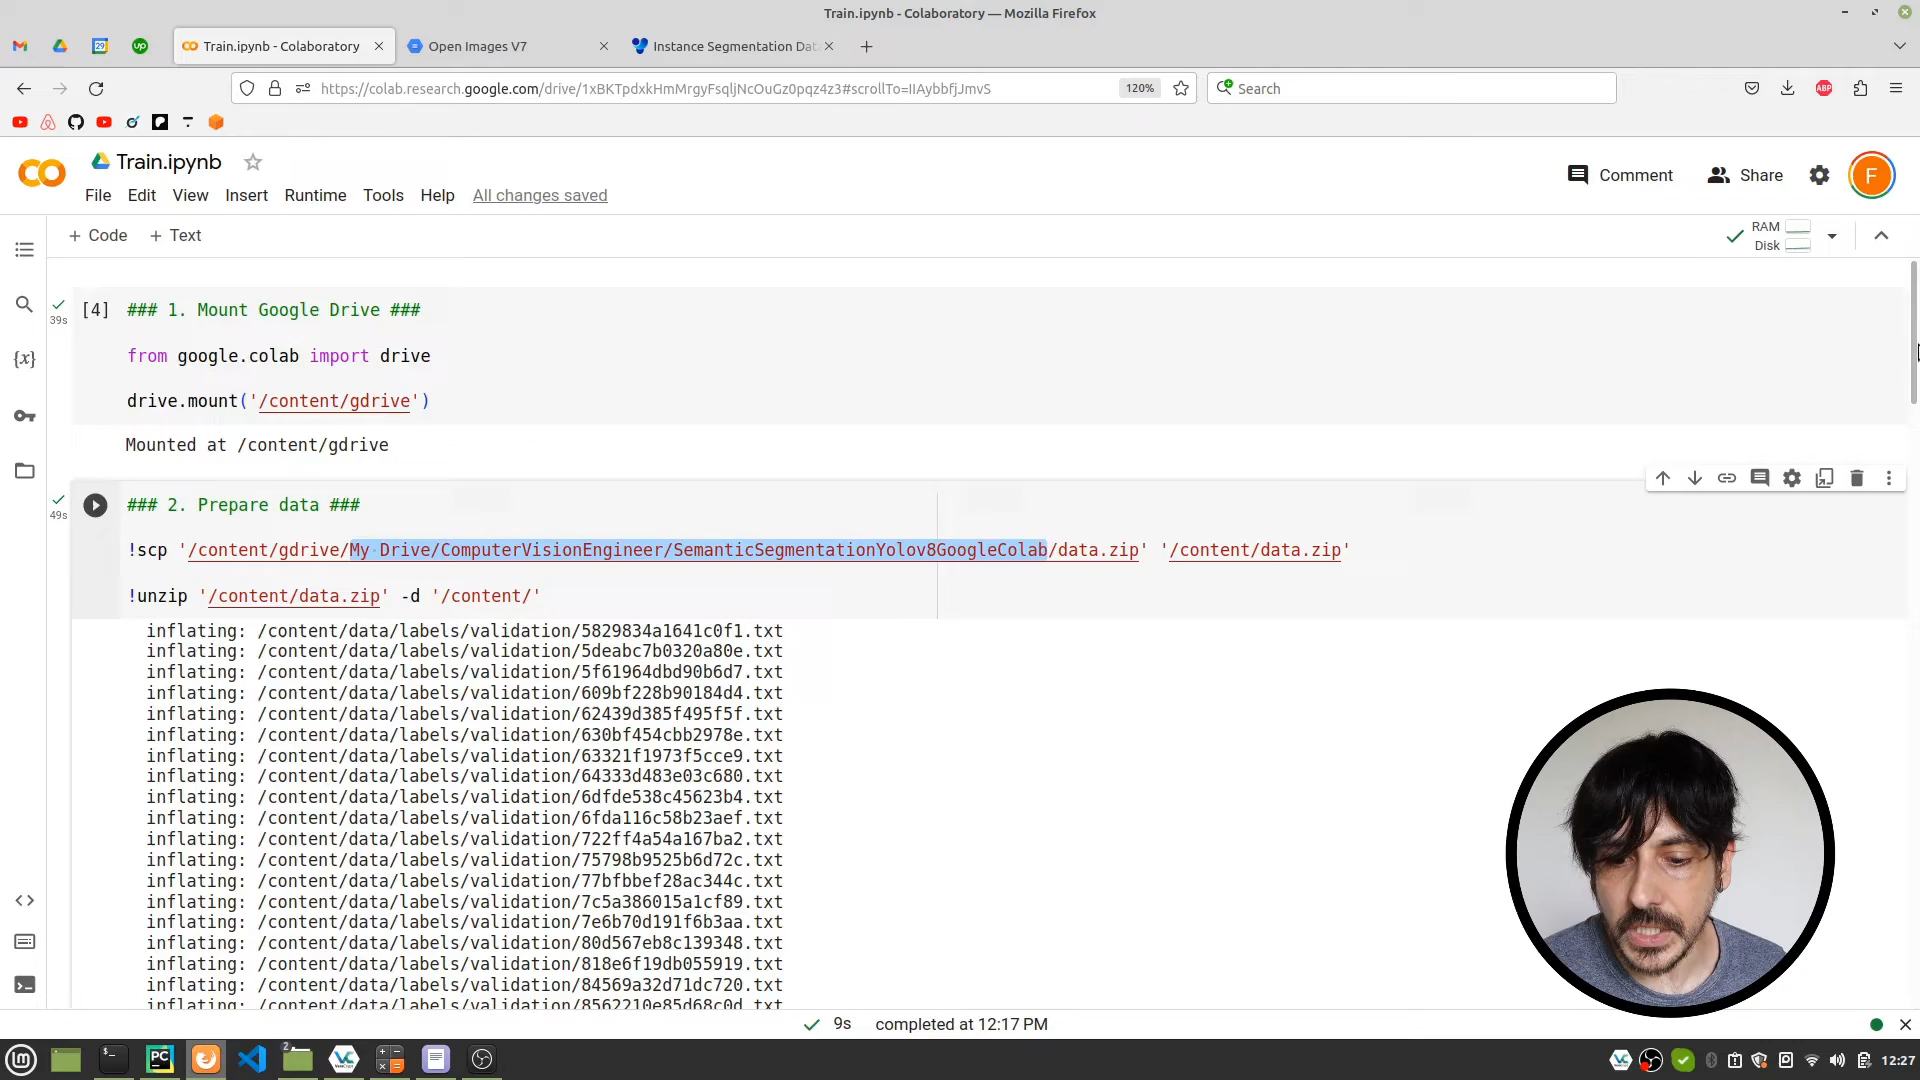 Train.ipynb - Colaboratory — Mozilla Firefox
Train.ipynb - Colaboratory
Open Images V7
Instance Segmentation Dat
https://colab.research.google.com/drive/1xBKTpdxkHmMrgyFsqljNcOuGz0pqz4z3#scrollTo=IIAybbfjJmvS
120%
Search
Train.ipynb
Comment
Share
F
File Edit View Insert Runtime Tools Help All changes saved
+ Code + Text
RAM
Disk
[4] ### 1. Mount Google Drive ###
39s
from google.colab import drive
drive.mount('/content/gdrive')
Mounted at /content/gdrive
### 2. Prepare data ###
49s
!scp '/content/gdrive/My Drive/ComputerVisionEngineer/SemanticSegmentationYolov8GoogleColab/data.zip' '/content/data.zip'
!unzip '/content/data.zip' -d '/content/'
inflating: /content/data/labels/validation/5829834a1641c0f1.txt
inflating: /content/data/labels/validation/5deabc7b0320a80e.txt
inflating: /content/data/labels/validation/5f61964dbd90b6d7.txt
inflating: /content/data/labels/validation/609bf228b90184d4.txt
inflating: /content/data/labels/validation/62439d385f495f5f.txt
inflating: /content/data/labels/validation/630bf454cbb2978e.txt
inflating: /content/data/labels/validation/63321f1973f5cce9.txt
inflating: /content/data/labels/validation/64333d483e03c680.txt
inflating: /content/data/labels/validation/6dfde538c45623b4.txt
inflating: /content/data/labels/validation/6fda116c58b23aef.txt
inflating: /content/data/labels/validation/722ff4a54a167ba2.txt
inflating: /content/data/labels/validation/75798b9525b6d72c.txt
inflating: /content/data/labels/validation/77bfbbef28ac344c.txt
inflating: /content/data/labels/validation/7c5a386015a1cf89.txt
inflating: /content/data/labels/validation/7e6b70d191f6b3aa.txt
inflating: /content/data/labels/validation/80d567eb8c139348.txt
inflating: /content/data/labels/validation/818e6f19db055919.txt
inflating: /content/data/labels/validation/84569a32d71dc720.txt
inflating: /content/data/labels/validation/8562210e85d68c0d.txt
9s completed at 12:17 PM
12:27